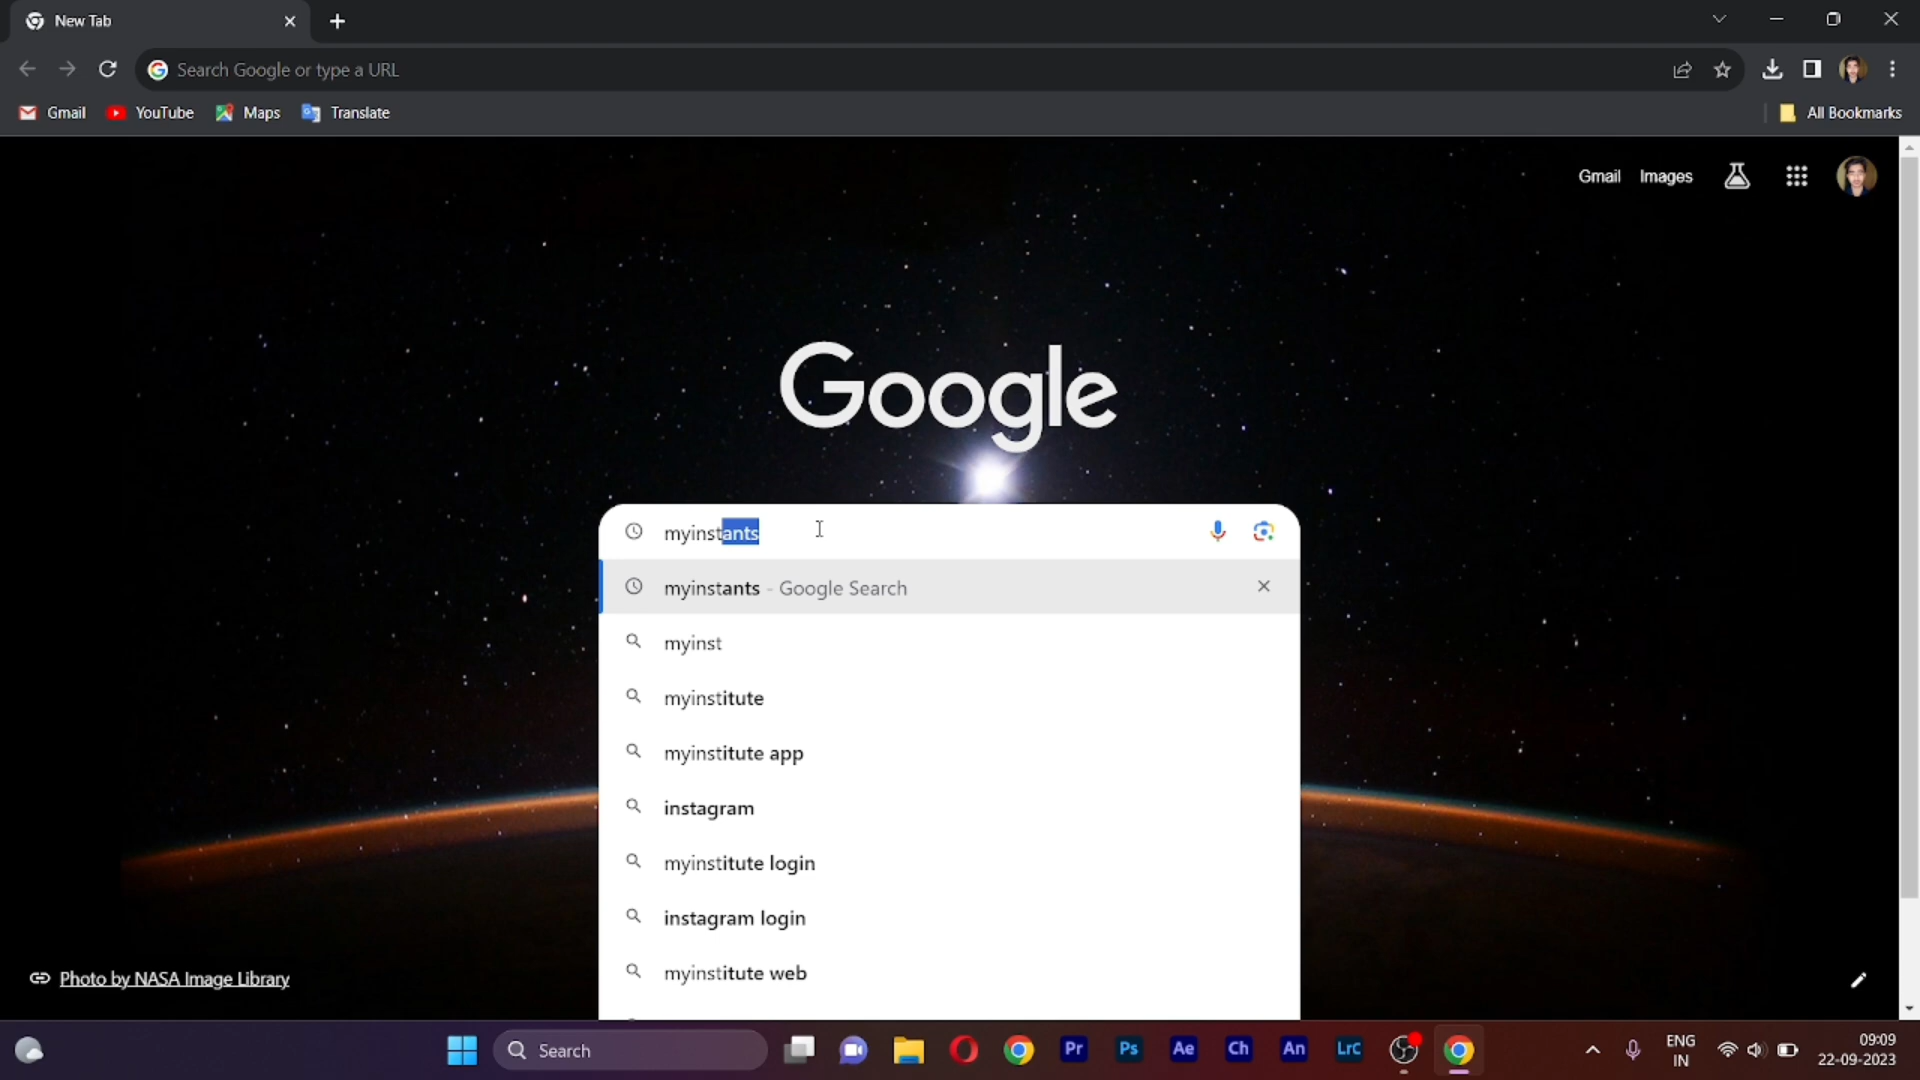 New Tab
Search Google or type a URL
Gmail YouTube Maps Translate All Bookmarks
Gmail Images
Google
myinstants
myinstants - Google Search
myinst
myinstitute
myinstitute app
instagram
myinstitute login
instagram login
myinstitute web
Photo by NASA Image Library
Search Pr Ps Ae Ch An LrC ENG IN 09:09
22-09-2023